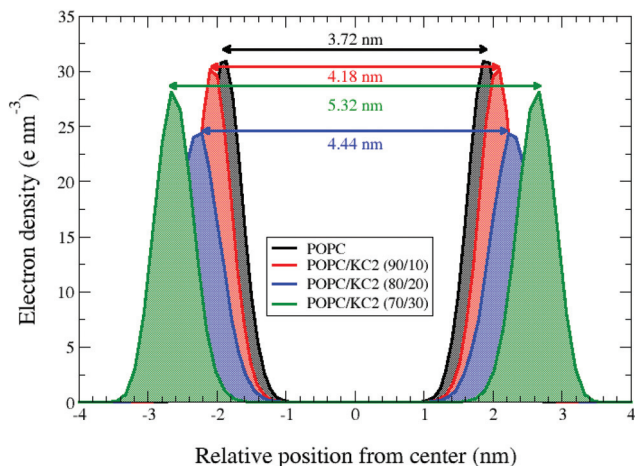 3.72 nm
4.18 nm
5.32 nm
4.44 nm
Electron density (e nm⁻³)
35
30
25
20
15
10
5
0
POPC
POPC/KC2 (90/10)
POPC/KC2 (80/20)
POPC/KC2 (70/30)
-4 -3 -2 -1 0 1 2 3 4
Relative position from center (nm)